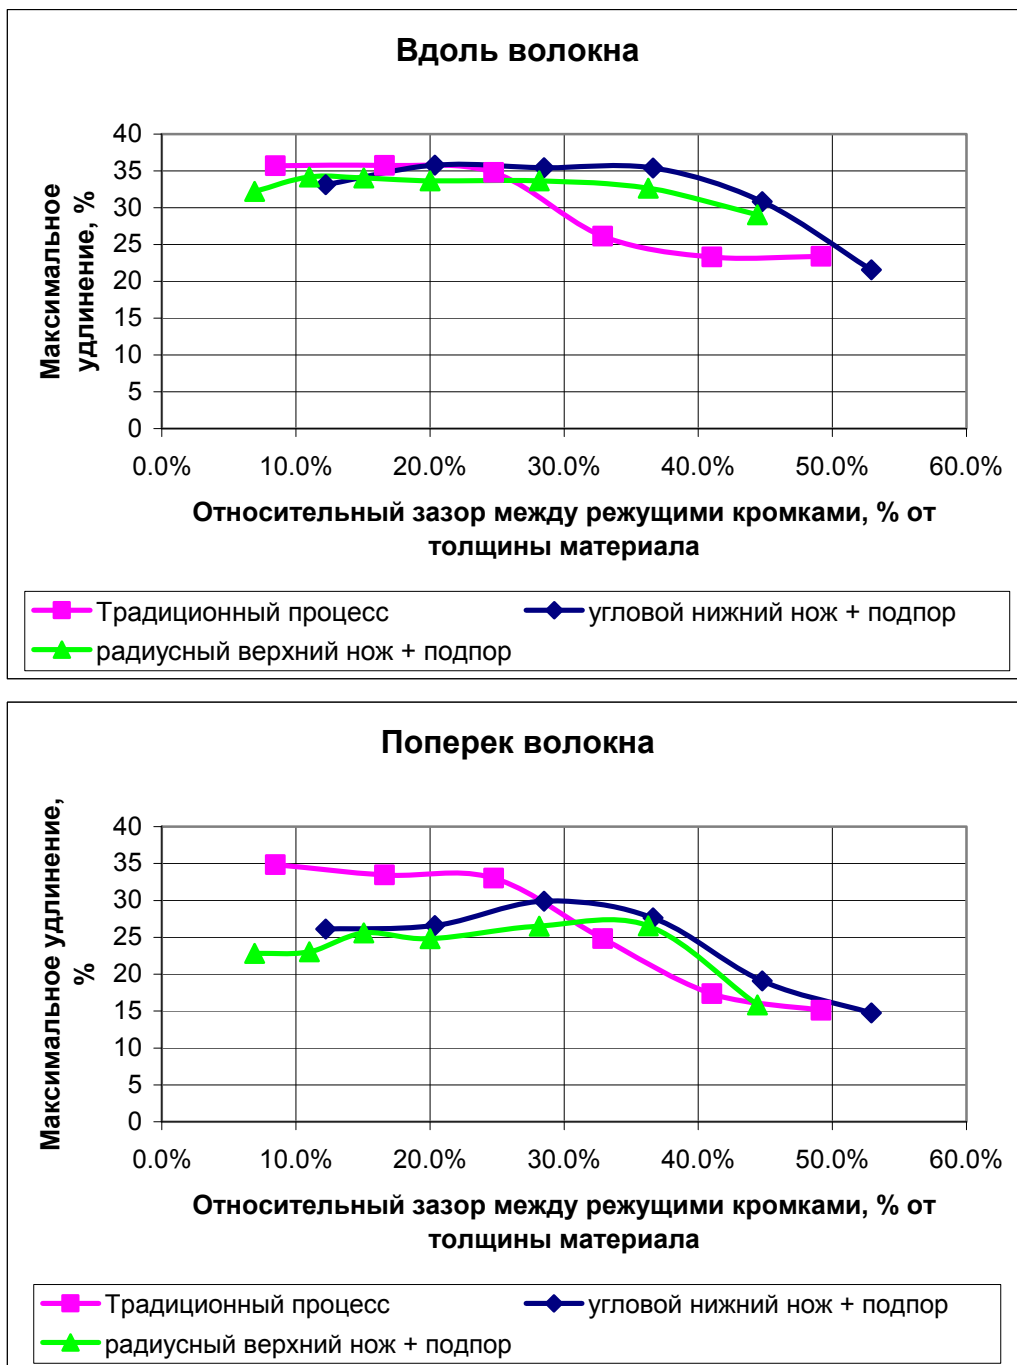 Вдоль волокна
Максимальное
удлинение, %
40
35
30
25
20
15
10
5
0
0.0% 10.0% 20.0% 30.0% 40.0% 50.0% 60.0%
Относительный зазор между режущими кромками, % от
толщины материала
Традиционный процесс угловой нижний нож + подпор
радиусный верхний нож + подпор
Поперек волокна
Максимальное удлинение,
%
40
35
30
25
20
15
10
5
0
0.0% 10.0% 20.0% 30.0% 40.0% 50.0% 60.0%
Относительный зазор между режущими кромками, % от
толщины материала
Традиционный процесс угловой нижний нож + подпор
радиусный верхний нож + подпор